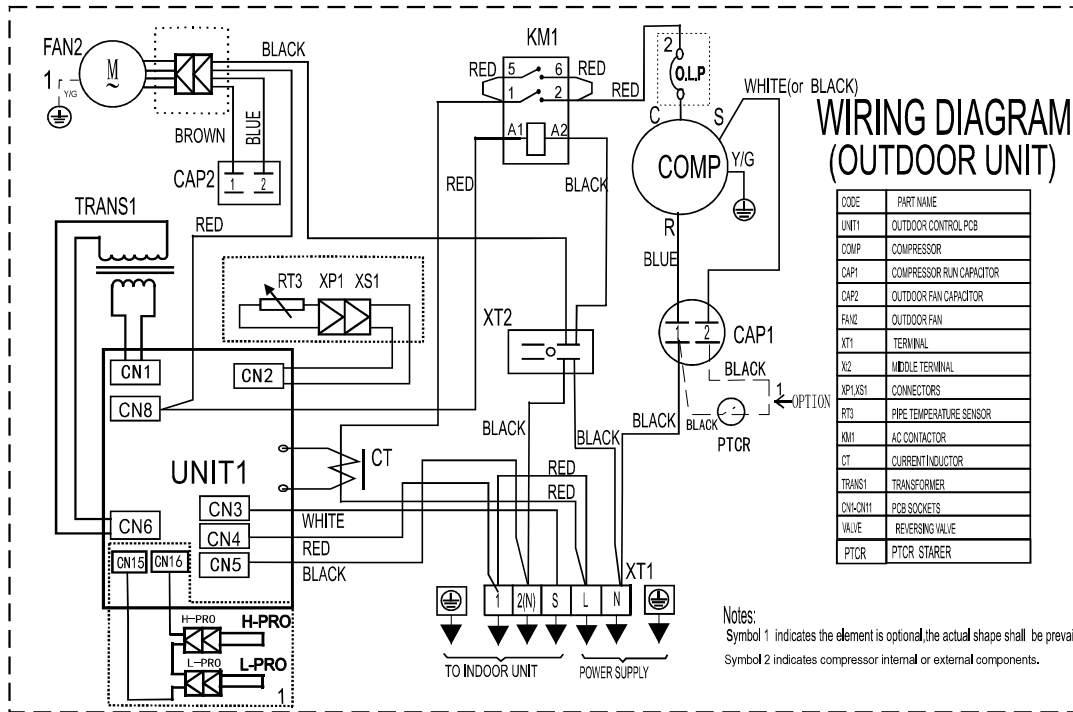 FAN2
M
~
1
Y/G
BLACK
BROWN
BLUE
CAP2
1 2
TRANS1
RED
RT3 XP1 XS1
CN1
CN2
CN8
UNIT1
CT
CN6
CN3
WHITE
CN4
RED
CN5
BLACK
CN15 CN16
H-PRO
H-PRO
L-PRO
L-PRO
1
KM1
RED 5 6 RED
1 2
RED
A1 A2
RED
BLACK
XT2
BLACK
BLACK
RED
RED
BLACK
XT1
1 2(N) S L N
TO INDOOR UNIT
POWER SUPPLY
2
O.L.P
WHITE(or BLACK)
C S
COMP
Y/G
R
BLUE
1 2
CAP1
BLACK
1
OPTION
BLACK
PTCR
WIRING DIAGRAM
(OUTDOOR UNIT)
CODE PART NAME
UNIT1 OUTDOOR CONTROL PCB
COMP COMPRESSOR
CAP1 COMPRESSOR RUN CAPACITOR
CAP2 OUTDOOR FAN CAPACITOR
FAN2 OUTDOOR FAN
XT1 TERMINAL
Xt2 MIDDLE TERMINAL
XP1,XS1 CONNECTORS
RT3 PIPE TEMPERATURE SENSOR
KM1 AC CONTACTOR
CT CURRENT INDUCTOR
TRANS1 TRANSFORMER
CN1-CN11 PCB SOCKETS
VALVE REVERSING VALVE
PTCR PTCR STARER
Notes:
Symbol 1 indicates the element is optional,the actual shape shall be prevai
Symbol 2 indicates compressor internal or external components.